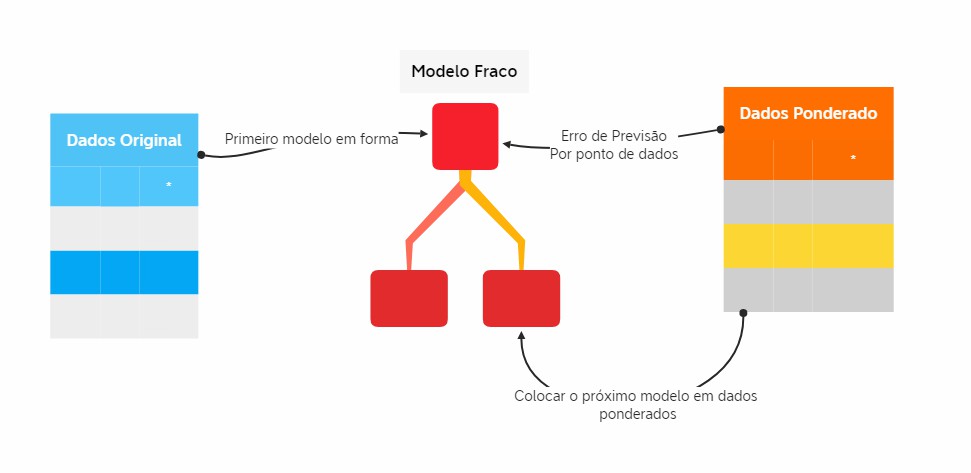 Modelo Fraco
Dados Original
*
Primeiro modelo em forma
Erro de Previsão
Por ponto de dados
Dados Ponderado
*
Colocar o próximo modelo em dados
ponderados